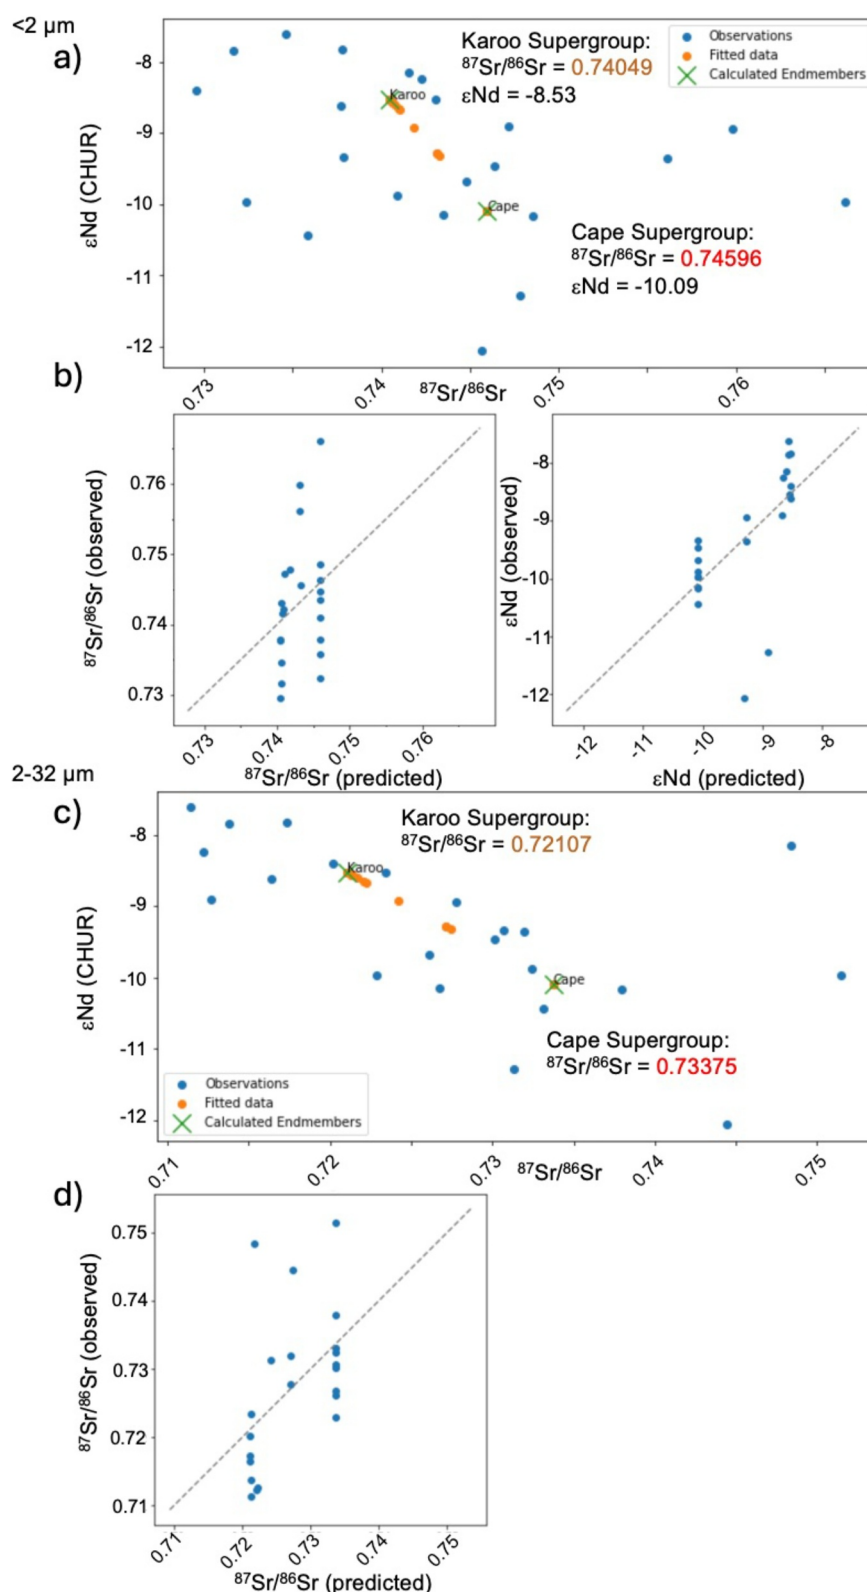 <2 μm
a)
Karoo Supergroup:
⁸⁷Sr/⁸⁶Sr = 0.74049
εNd = -8.53
Observations
Fitted data
Calculated Endmembers
Karoo
Cape
Cape Supergroup:
⁸⁷Sr/⁸⁶Sr = 0.74596
εNd = -10.09
εNd (CHUR)
-8
-9
-10
-11
-12
0.73
0.74
0.75
0.76
⁸⁷Sr/⁸⁶Sr
b)
⁸⁷Sr/⁸⁶Sr (observed)
0.76
0.75
0.74
0.73
0.73
0.74
0.75
0.76
⁸⁷Sr/⁸⁶Sr (predicted)
εNd (observed)
-8
-9
-10
-11
-12
-12
-11
-10
-9
-8
εNd (predicted)
2-32 μm
c)
Karoo Supergroup:
⁸⁷Sr/⁸⁶Sr = 0.72107
Karoo
Cape
Cape Supergroup:
⁸⁷Sr/⁸⁶Sr = 0.73375
Observations
Fitted data
Calculated Endmembers
εNd (CHUR)
-8
-9
-10
-11
-12
0.71
0.72
0.73
0.74
0.75
⁸⁷Sr/⁸⁶Sr
d)
⁸⁷Sr/⁸⁶Sr (observed)
0.75
0.74
0.73
0.72
0.71
0.71
0.72
0.73
0.74
0.75
⁸⁷Sr/⁸⁶Sr (predicted)